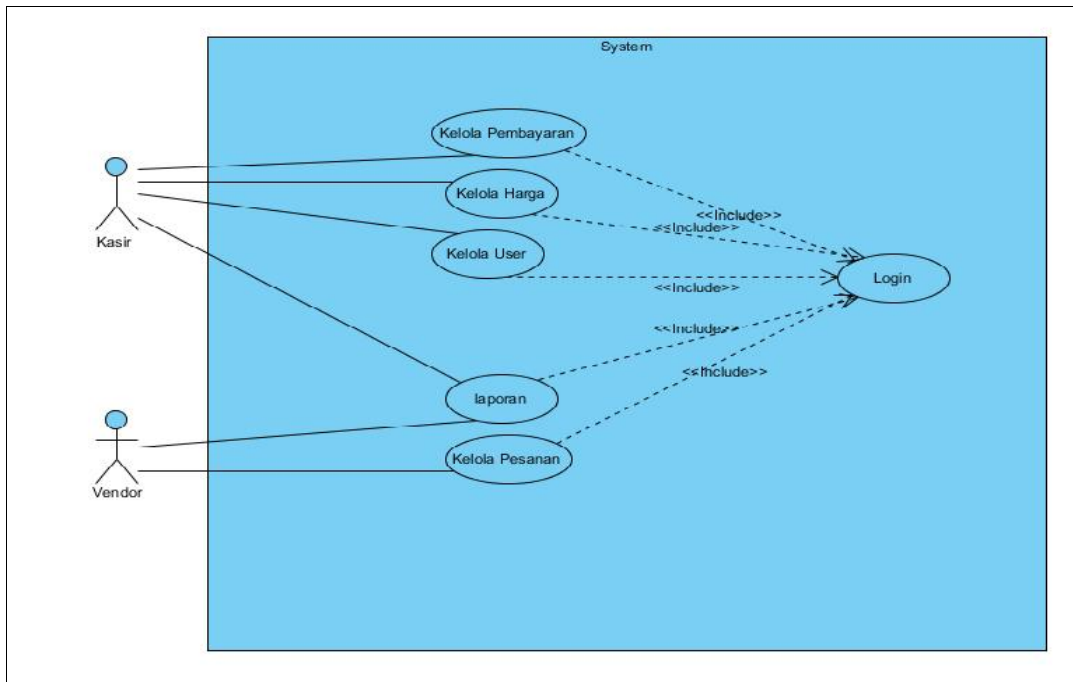 System
Kelola Pembayaran
Kelola Harga
<<Include>>
<<Include>>
Kasir
Kelola User
Login
<<Include>>
<<Include>>
<<Include>>
laporan
Kelola Pesanan
Vendor